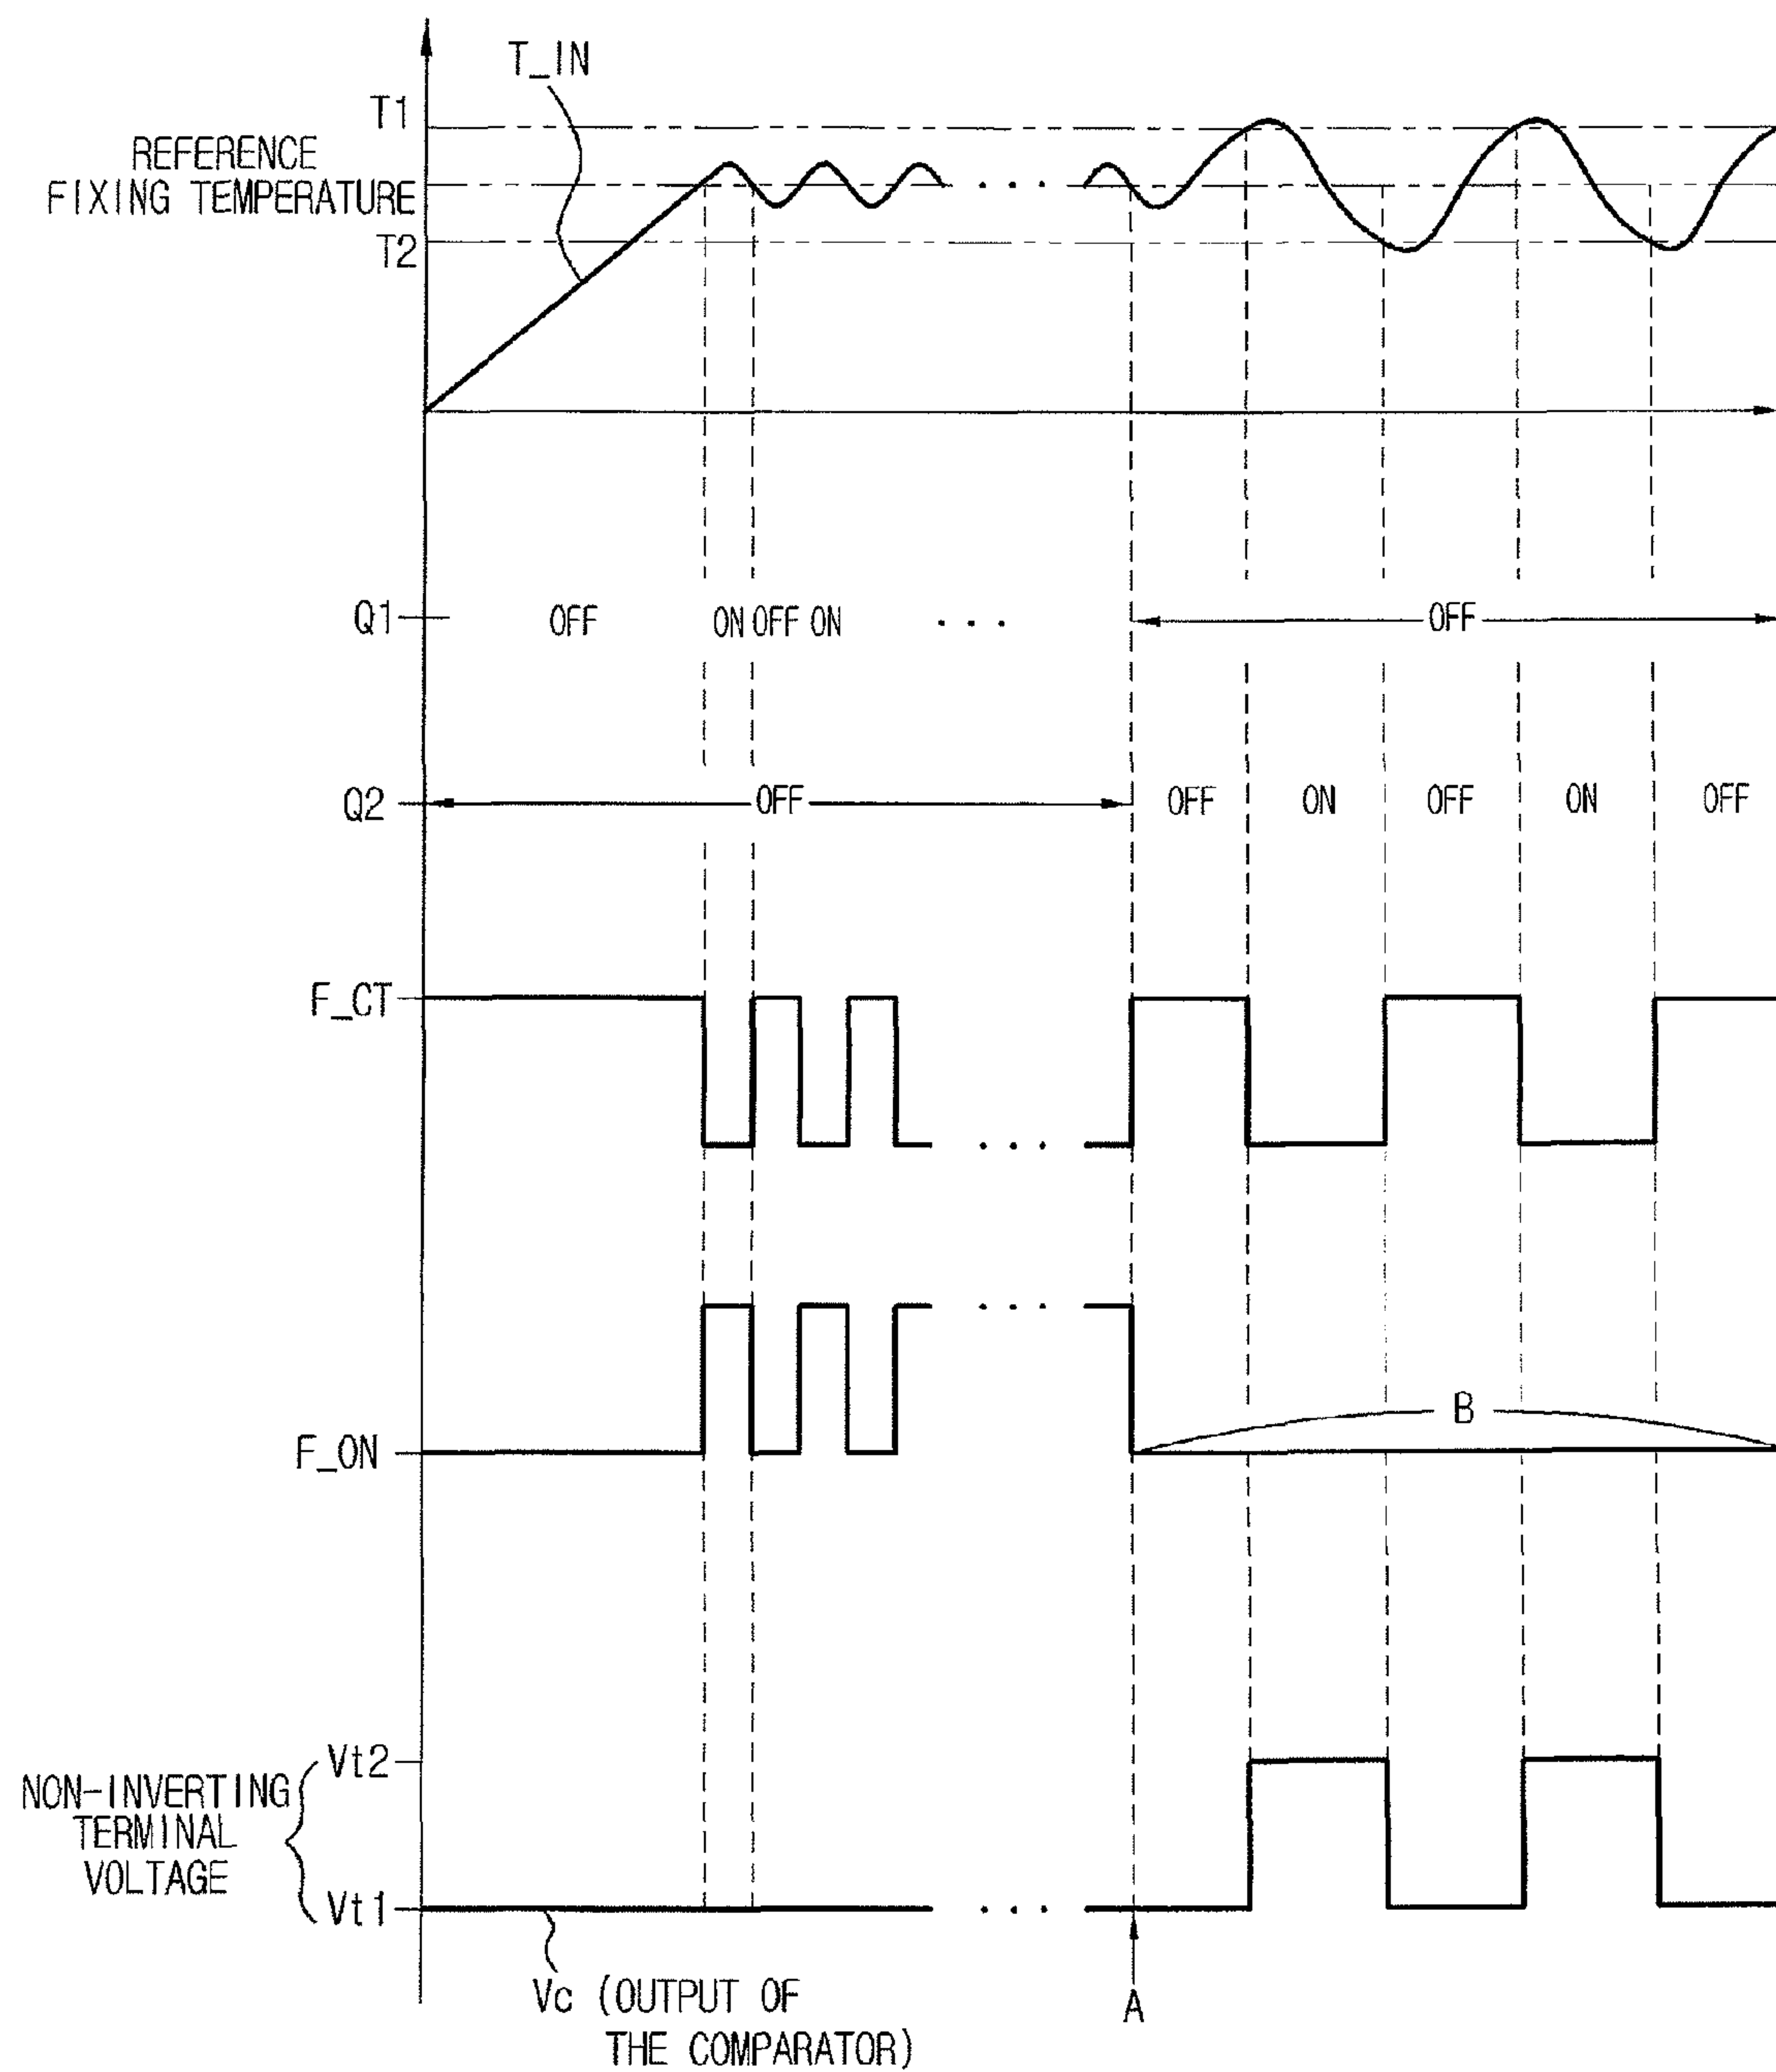 T_IN
T1
REFERENCE
FIXING TEMPERATURE
T2
Q1 OFF ON OFF ON ... OFF
Q2 OFF OFF ON OFF ON OFF
F_CT
...
...
B
F_ON
Vt2
NON-INVERTING
TERMINAL
VOLTAGE
Vt1
...
Vc (OUTPUT OF
THE COMPARATOR)
A